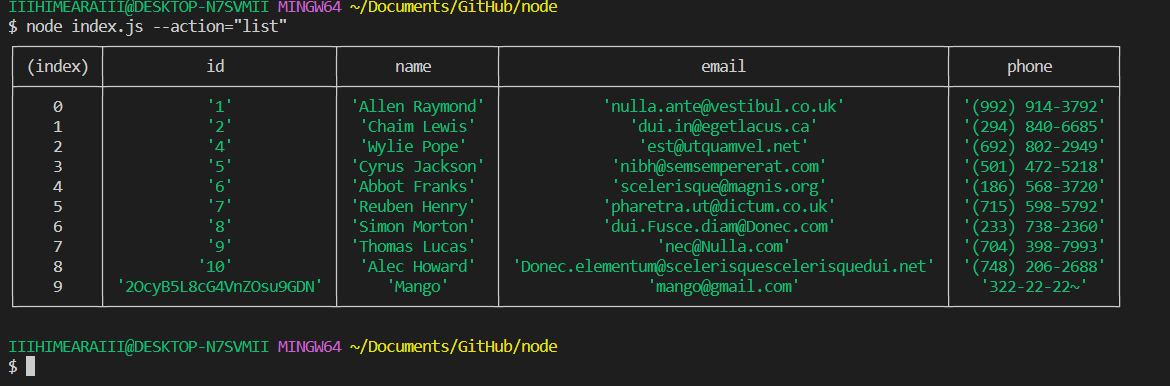 IIIHIMEARAIII@DESKTOP-N7SVMII MINGW64 ~/Documents/GitHub/node
$ node index.js --action="list"
(index) id name email phone
0 '1' 'Allen Raymond' 'nulla.ante@vestibul.co.uk' '(992) 914-3792'
1 '2' 'Chaim Lewis' 'dui.in@egetlacus.ca' '(294) 840-6685'
2 '4' 'Wylie Pope' 'est@utquamvel.net' '(692) 802-2949'
3 '5' 'Cyrus Jackson' 'nibh@semsempererat.com' '(501) 472-5218'
4 '6' 'Abbot Franks' 'scelerisque@magnis.org' '(186) 568-3720'
5 '7' 'Reuben Henry' 'pharetra.ut@dictum.co.uk' '(715) 598-5792'
6 '8' 'Simon Morton' 'dui.Fusce.diam@Donec.com' '(233) 738-2360'
7 '9' 'Thomas Lucas' 'nec@Nulla.com' '(704) 398-7993'
8 '10' 'Alec Howard' 'Donec.elementum@scelerisquescelerisquedui.net' '(748) 206-2688'
9 '2OcyB5L8cG4VnZOsu9GDN' 'Mango' 'mango@gmail.com' '322-22-22~'
IIIHIMEARAIII@DESKTOP-N7SVMII MINGW64 ~/Documents/GitHub/node
$